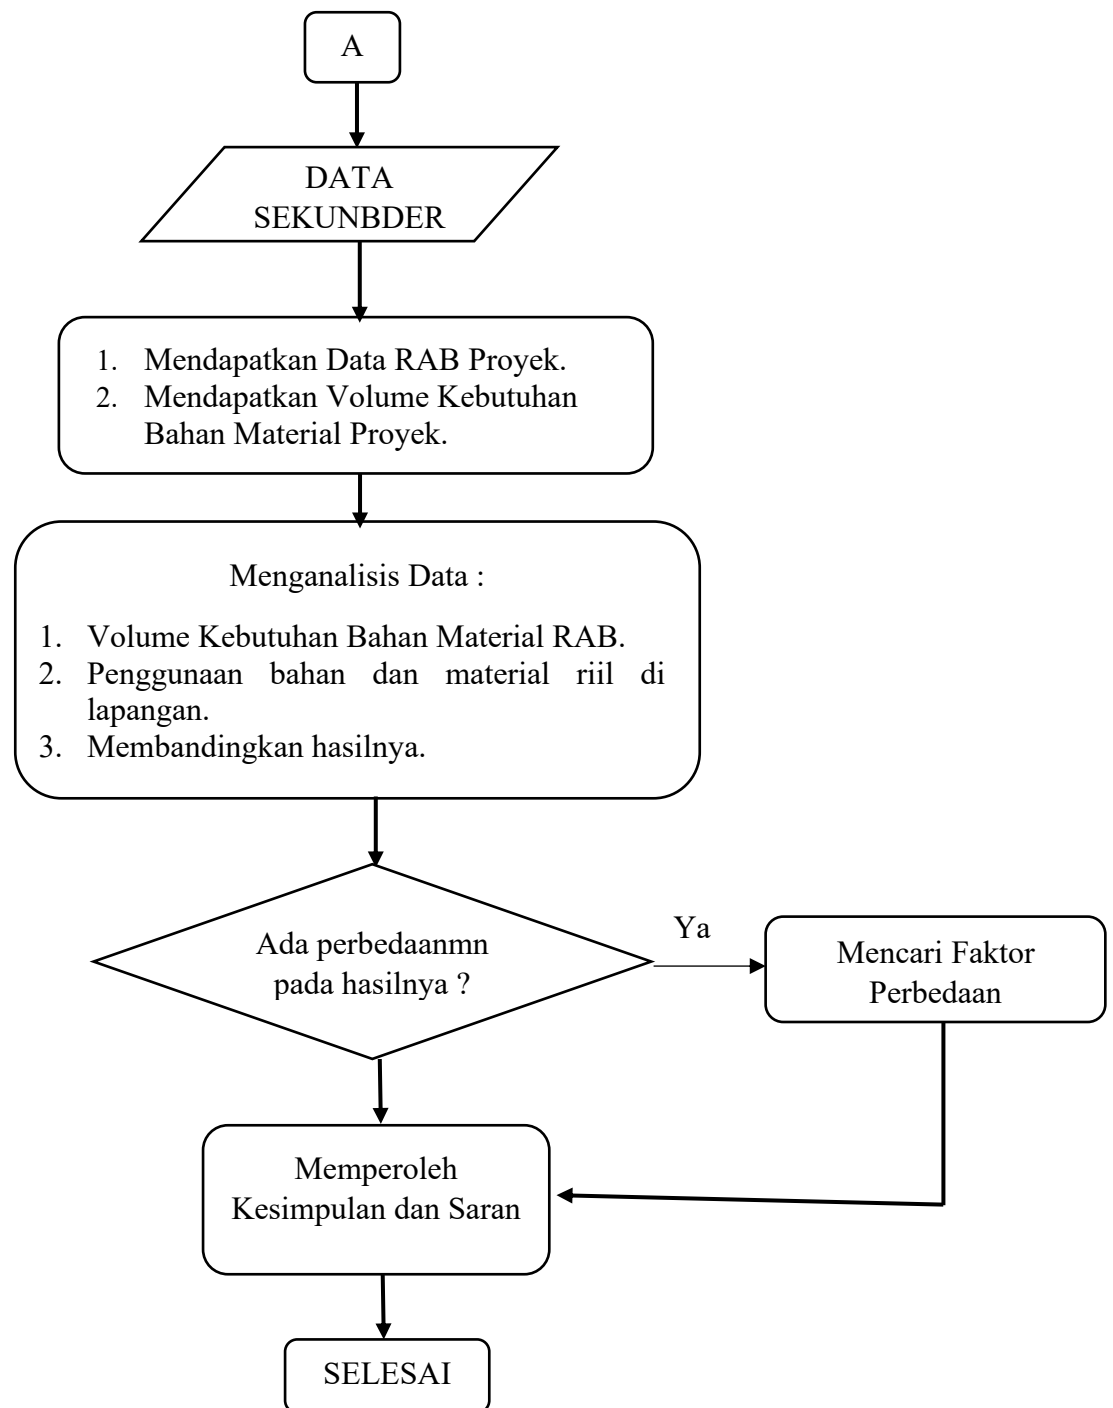 A
DATA
SEKUNBDER
1. Mendapatkan Data RAB Proyek.
2. Mendapatkan Volume Kebutuhan
Bahan Material Proyek.
Menganalisis Data :
1. Volume Kebutuhan Bahan Material RAB.
2. Penggunaan bahan dan material riil di
lapangan.
3. Membandingkan hasilnya.
Ada perbedaanmn
pada hasilnya ?
Ya
Mencari Faktor
Perbedaan
Memperoleh
Kesimpulan dan Saran
SELESAI